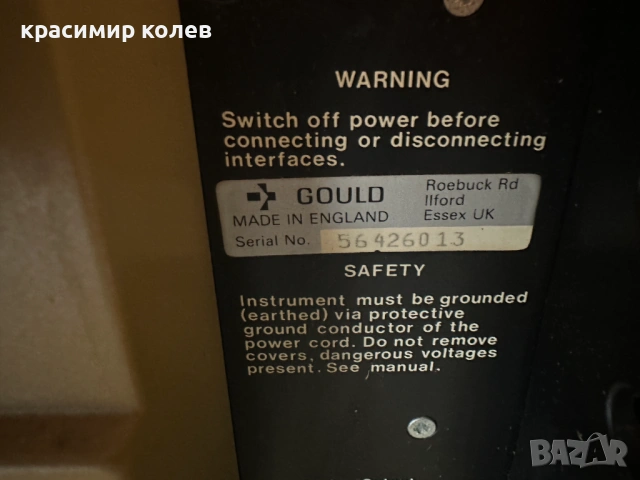 красимир колев
WARNING
Switch off power before
connecting or disconnecting
interfaces.
GOULD
Roebuck Rd
Ilford
Essex UK
MADE IN ENGLAND
Serial No. 56426013
SAFETY
Instrument must be grounded
(earthed) via protective
ground conductor of the
power cord. Do not remove
covers, dangerous voltages
present. See manual.
BAZAR